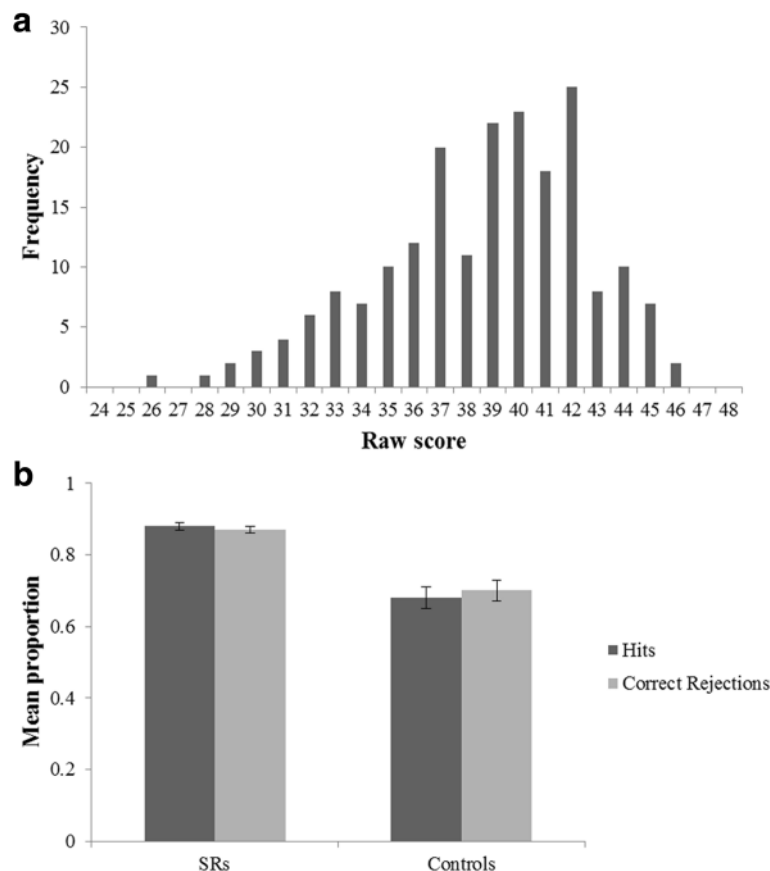 a
30
25
20
15
10
5
0
Frequency
24 25 26 27 28 29 30 31 32 33 34 35 36 37 38 39 40 41 42 43 44 45 46 47 48
Raw score
b
1
0.8
0.6
0.4
0.2
0
Mean proportion
SRs Controls
Hits
Correct Rejections